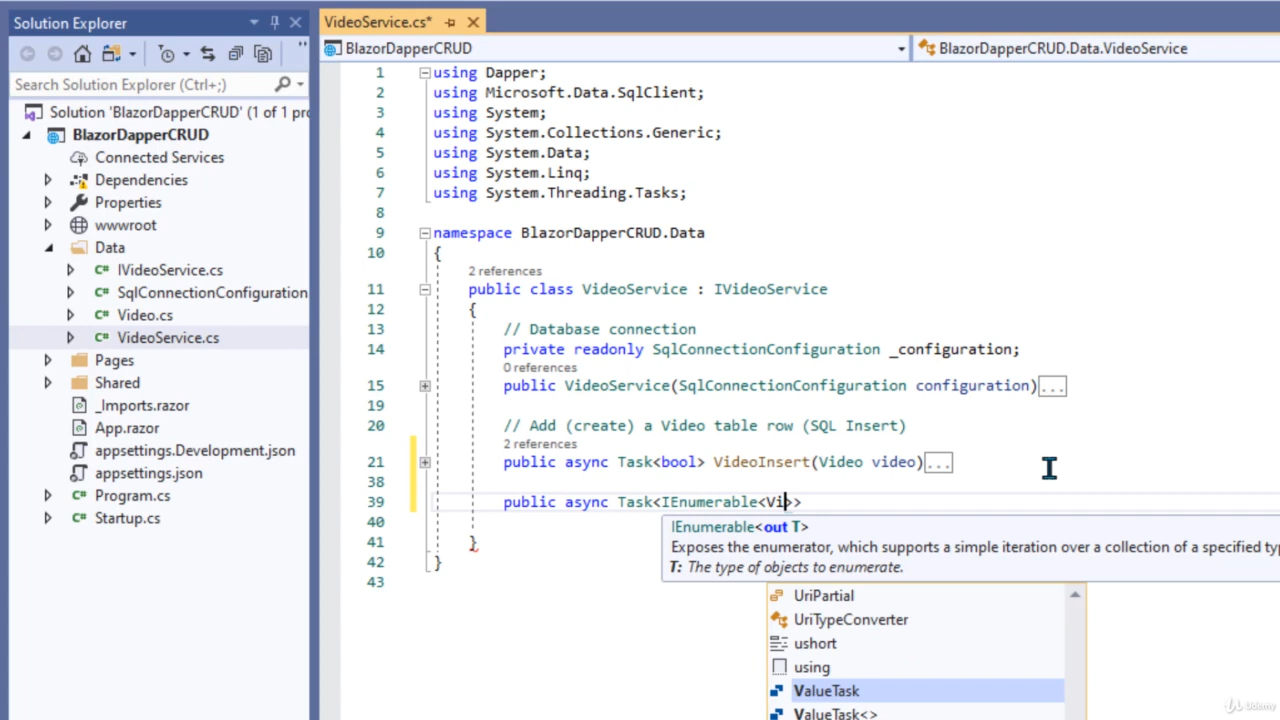 Solution Explorer
Search Solution Explorer (Ctrl+;)
Solution 'BlazorDapperCRUD' (1 of 1 pro
BlazorDapperCRUD
Connected Services
Dependencies
Properties
wwwroot
Data
C# IVideoService.cs
C# SqlConnectionConfiguration
C# Video.cs
C# VideoService.cs
Pages
Shared
_Imports.razor
App.razor
appsettings.Development.json
appsettings.json
C# Program.cs
C# Startup.cs
VideoService.cs*
BlazorDapperCRUD
BlazorDapperCRUD.Data.VideoService
1 using Dapper;
2 using Microsoft.Data.SqlClient;
3 using System;
4 using System.Collections.Generic;
5 using System.Data;
6 using System.Linq;
7 using System.Threading.Tasks;
8
9 namespace BlazorDapperCRUD.Data
10 {
2 references
11 public class VideoService : IVideoService
12 {
13 // Database connection
14 private readonly SqlConnectionConfiguration _configuration;
0 references
15 public VideoService(SqlConnectionConfiguration configuration)...
19
20 // Add (create) a Video table row (SQL Insert)
2 references
21 public async Task<bool> VideoInsert(Video video)...
38
39 public async Task<IEnumerable<Vi>>
40
41 }
42 }
43
IEnumerable<out T>
Exposes the enumerator, which supports a simple iteration over a collection of a specified typ
T: The type of objects to enumerate.
UriPartial
UriTypeConverter
ushort
using
ValueTask
ValueTask<>
Udemy